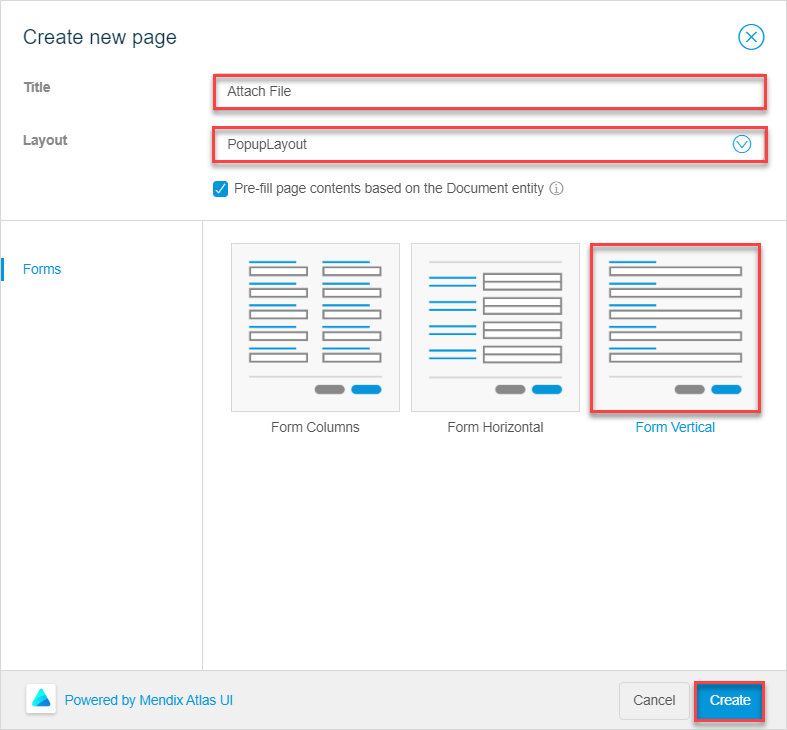 Create new page
Title
Attach File
Layout
PopupLayout
Pre-fill page contents based on the Document entity
Forms
Form Columns
Form Horizontal
Form Vertical
Powered by Mendix Atlas UI
Cancel
Create